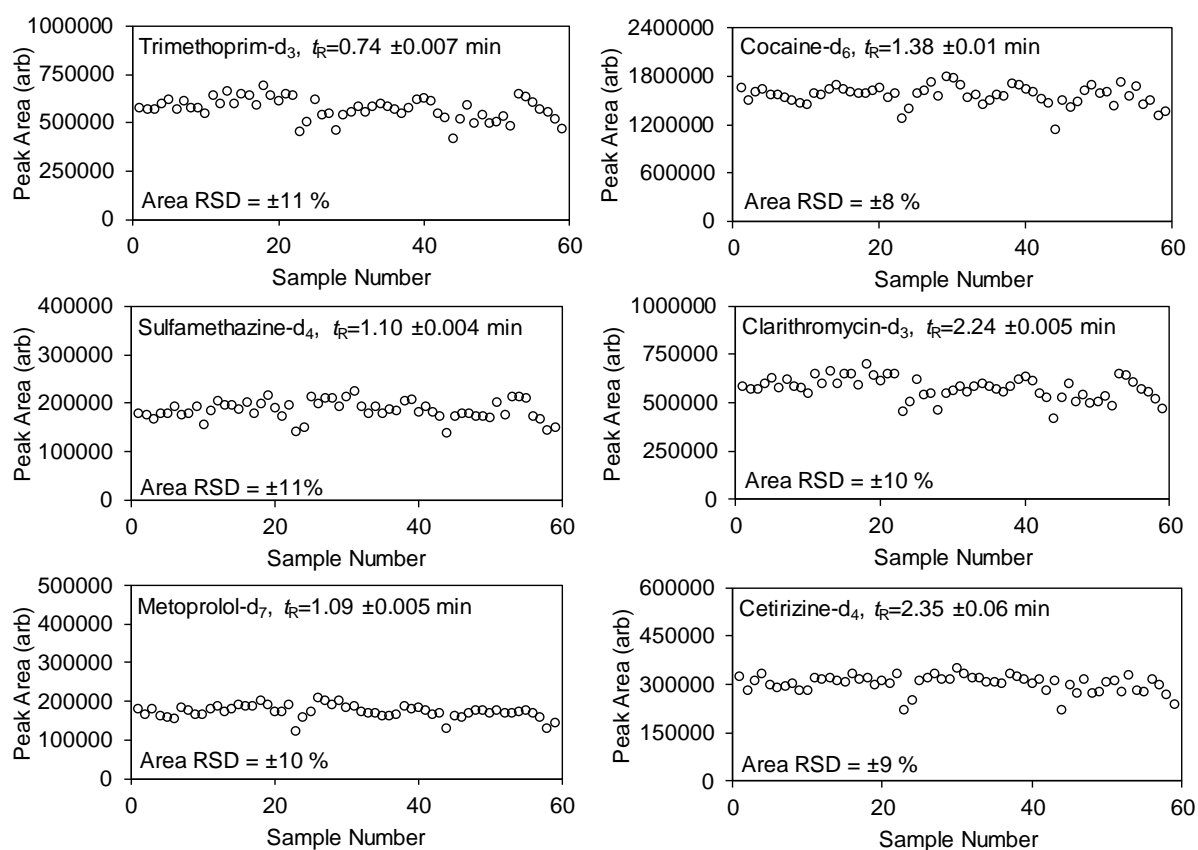 1000000
750000
500000
250000
0
Peak Area (arb)
Trimethoprim-d3, tR=0.74 ±0.007 min
Area RSD = ±11 %
0 20 40 60
Sample Number
2400000
1800000
1200000
600000
0
Peak Area (arb)
Cocaine-d6, tR=1.38 ±0.01 min
Area RSD = ±8 %
0 20 40 60
Sample Number
400000
300000
200000
100000
0
Peak Area (arb)
Sulfamethazine-d4, tR=1.10 ±0.004 min
Area RSD = ±11%
0 20 40 60
Sample Number
1000000
750000
500000
250000
0
Peak Area (arb)
Clarithromycin-d3, tR=2.24 ±0.005 min
Area RSD = ±10 %
0 20 40 60
Sample Number
500000
400000
300000
200000
100000
0
Peak Area (arb)
Metoprolol-d7, tR=1.09 ±0.005 min
Area RSD = ±10 %
0 20 40 60
Sample Number
600000
450000
300000
150000
0
Peak Area (arb)
Cetirizine-d4, tR=2.35 ±0.06 min
Area RSD = ±9 %
0 20 40 60
Sample Number